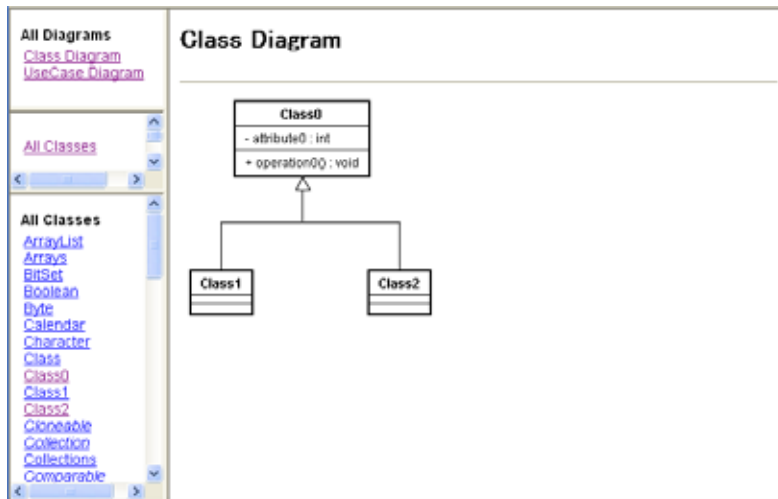 All Diagrams
Class Diagram
UseCase Diagram
All Classes
All Classes
ArrayList
Arrays
BitSet
Boolean
Byte
Calendar
Character
Class
Class0
Class1
Class2
Cloneable
Collection
Collections
Comparable
Class Diagram
Class0
- attribute0 : int
+ operation0() : void
Class1
Class2